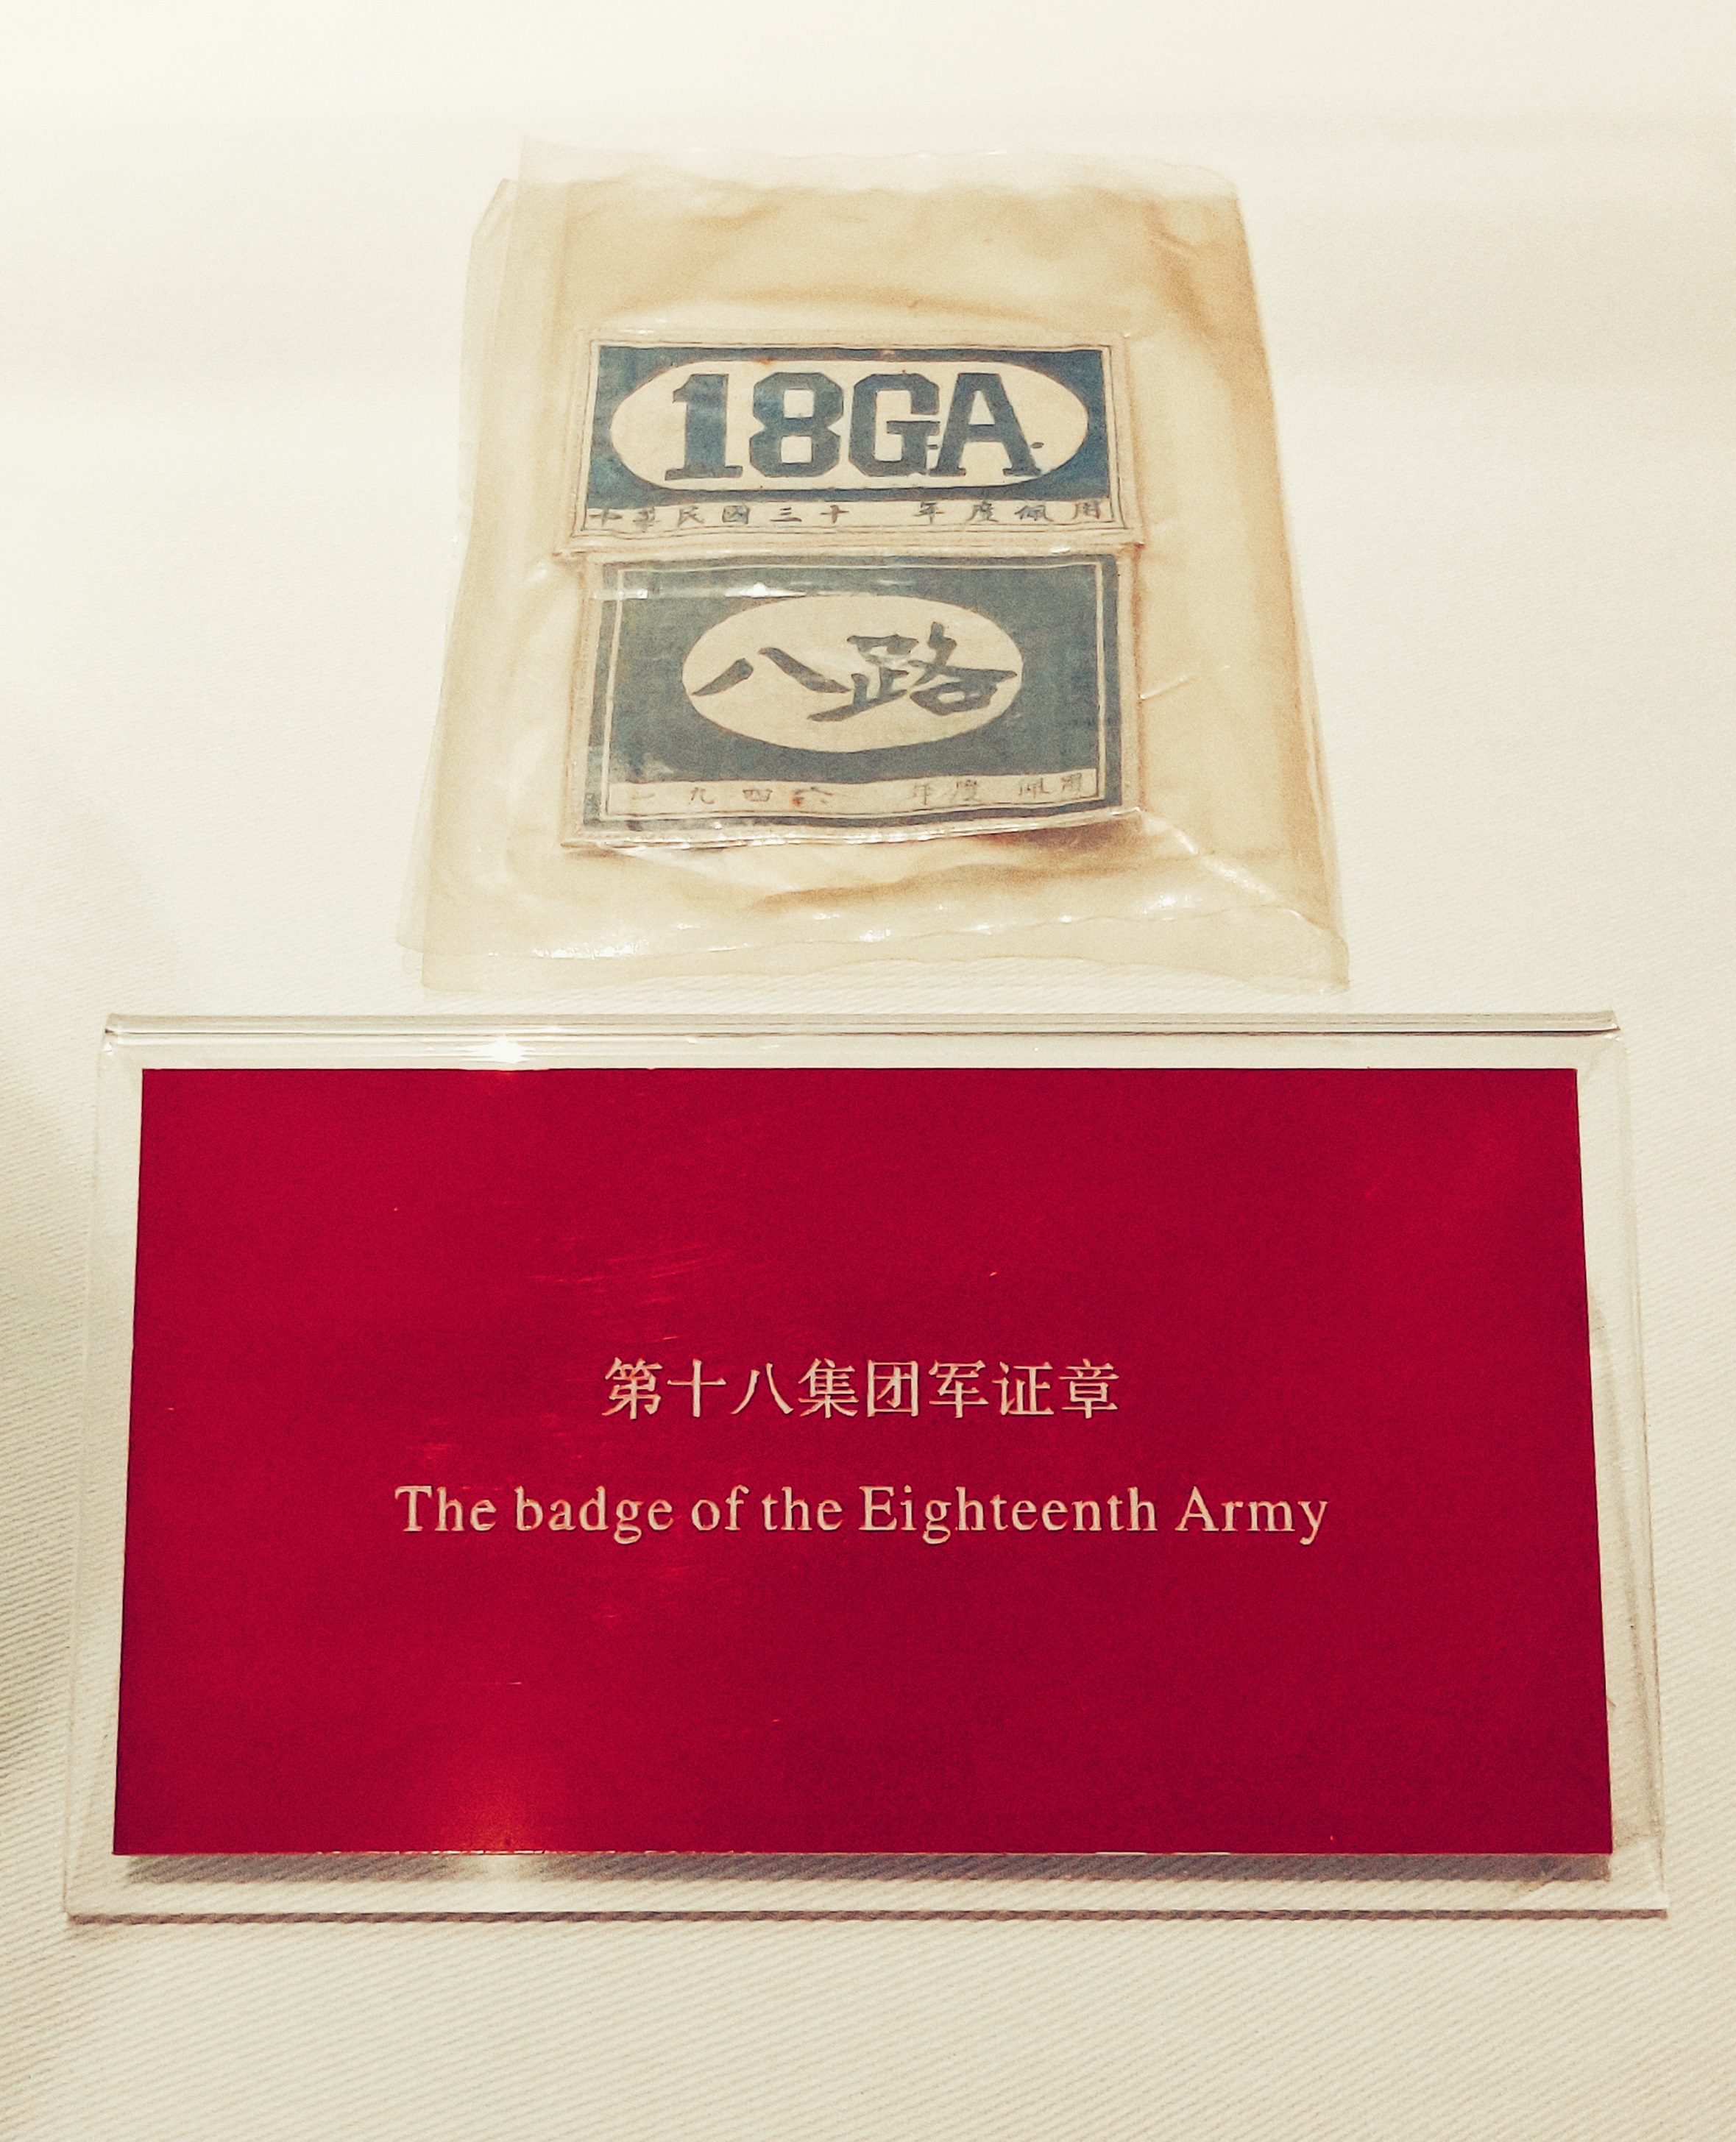 18GA
中華民國三十 年度佩用
八路
一九四六 年度 佩用
第十八集团军证章
The badge of the Eighteenth Army